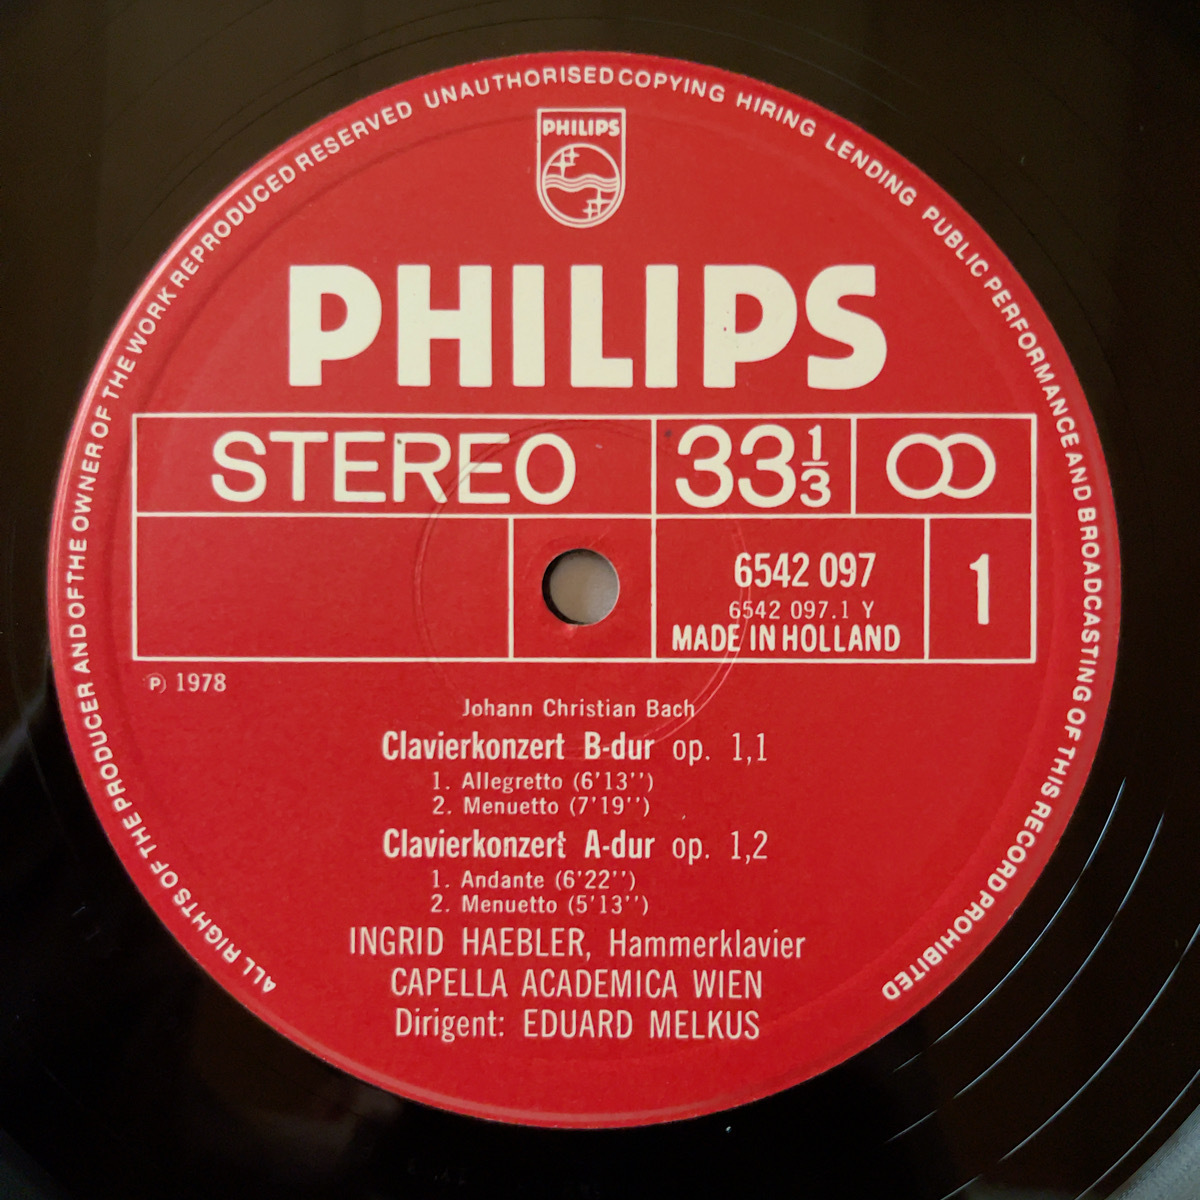 ALL RIGHTS OF THE PRODUCER AND OF THE OWNER OF THE WORK REPRODUCED RESERVED UNAUTHORISED COPYING HIRING LENDING PUBLIC PERFORMANCE AND BROADCASTING OF THIS RECORD PROHIBITED
PHILIPS
PHILIPS
STEREO 33 1/3
6542 097
6542 097.1 Y
MADE IN HOLLAND
1
℗ 1978
Johann Christian Bach
Clavierkonzert B-dur op. 1,1
1. Allegretto (6'13'')
2. Menuetto (7'19'')
Clavierkonzert A-dur op. 1,2
1. Andante (6'22'')
2. Menuetto (5'13'')
INGRID HAEBLER, Hammerklavier
CAPELLA ACADEMICA WIEN
Dirigent: EDUARD MELKUS